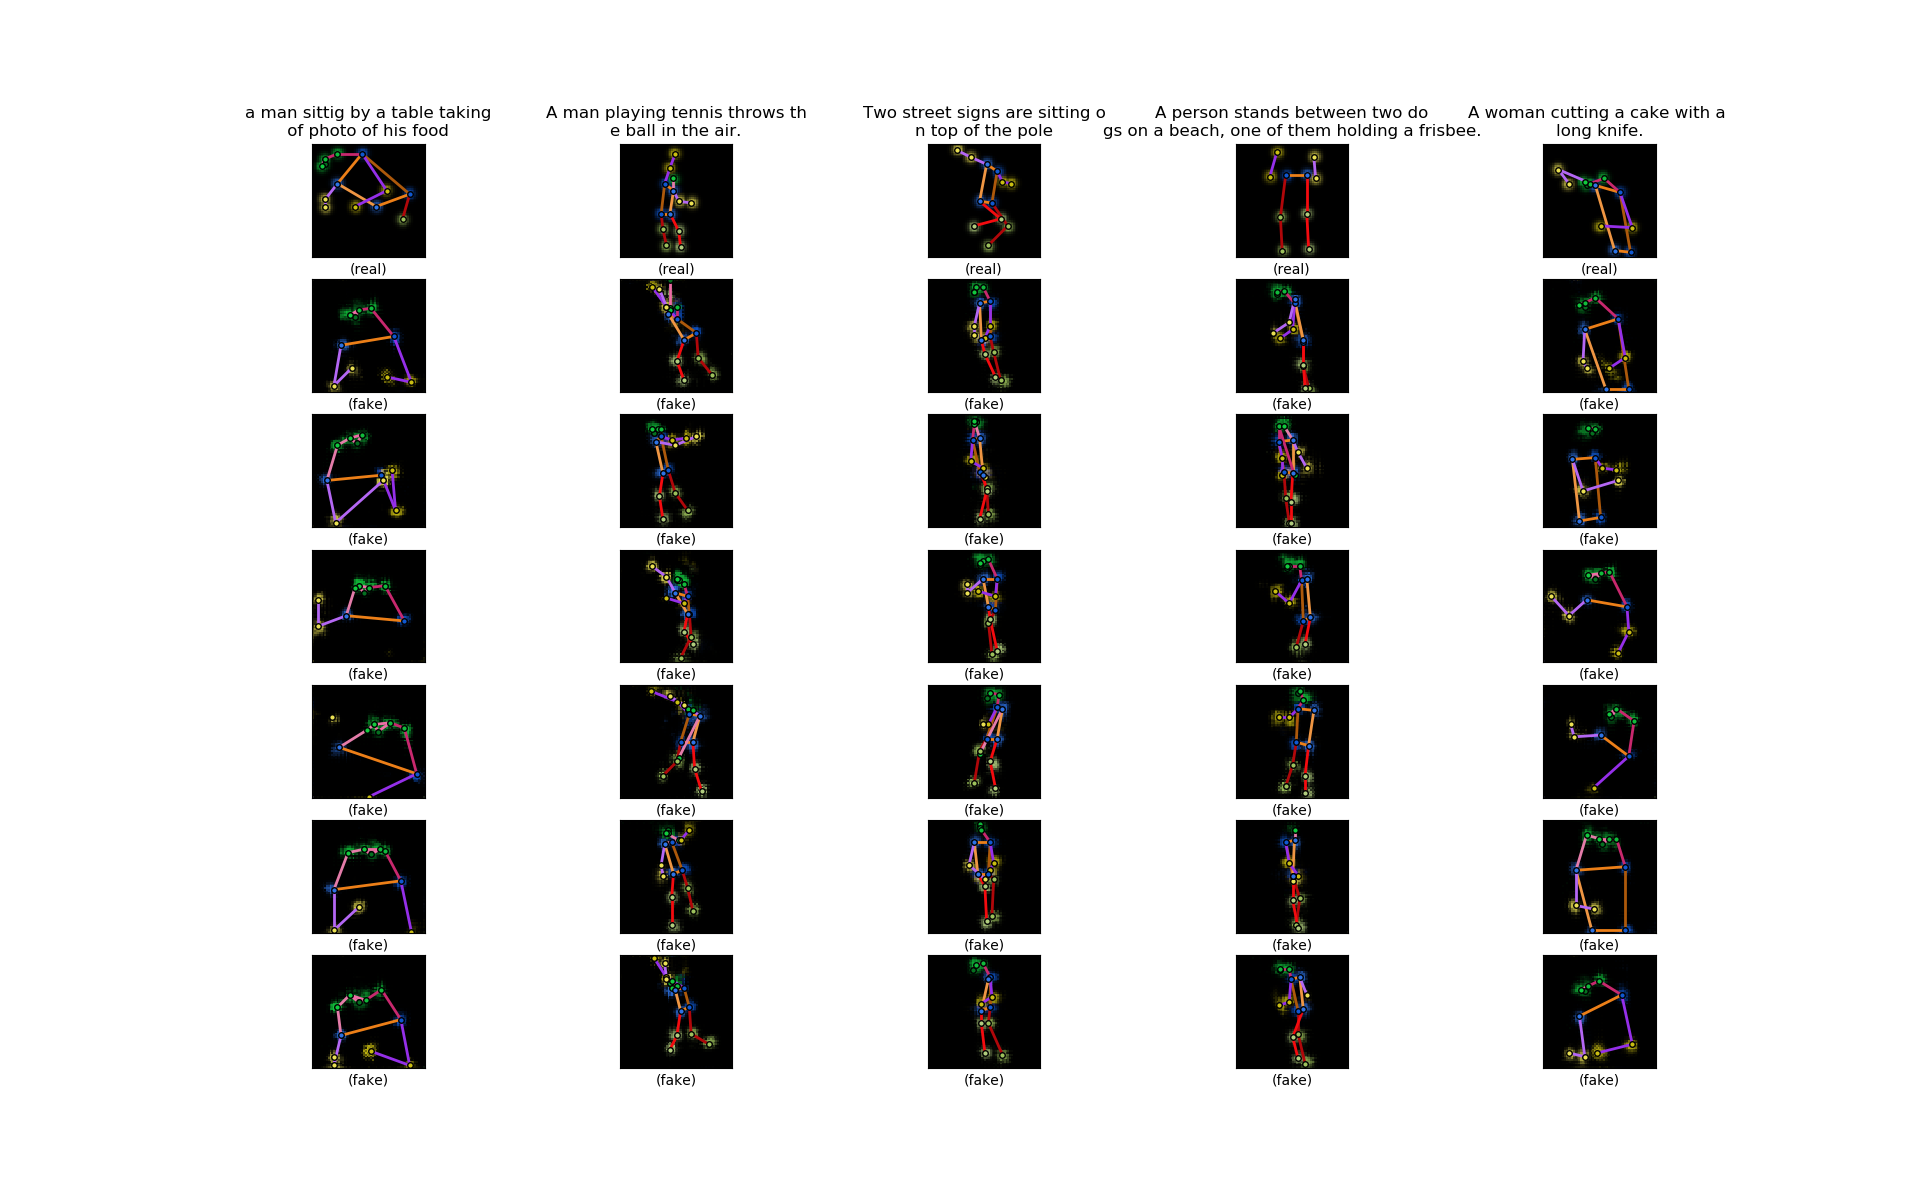 a man sittig by a table taking
of photo of his food
A man playing tennis throws th
e ball in the air.
Two street signs are sitting o
n top of the pole
A person stands between two do
gs on a beach, one of them holding a frisbee.
A woman cutting a cake with a
long knife.
(real) (real) (real) (real) (real)
(fake) (fake) (fake) (fake) (fake)
(fake) (fake) (fake) (fake) (fake)
(fake) (fake) (fake) (fake) (fake)
(fake) (fake) (fake) (fake) (fake)
(fake) (fake) (fake) (fake) (fake)
(fake) (fake) (fake) (fake) (fake)